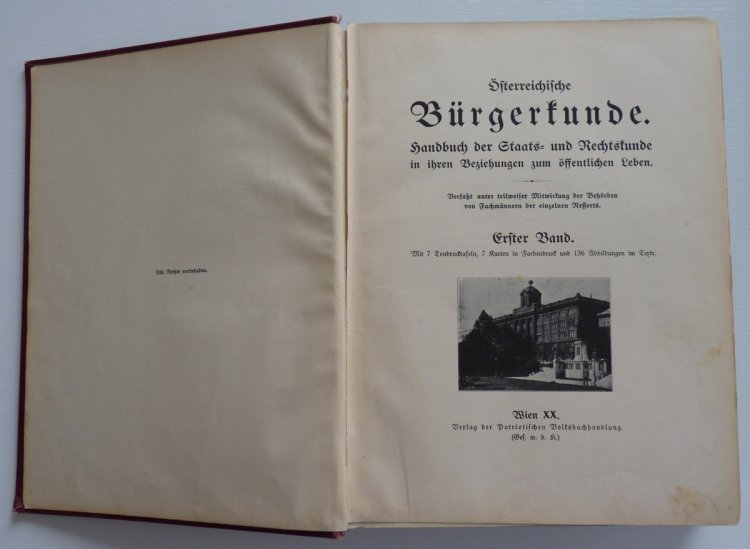 Alle Rechte vorbehalten.
Österreichische
Bürgerkunde.
Handbuch der Staats- und Rechtskunde
in ihren Beziehungen zum öffentlichen Leben.
Verfaßt unter teilweiser Mitwirkung der Behörden
von Fachmännern der einzelnen Ressorts.
Erster Band.
Mit 7 Tondrucktafeln, 7 Karten in Farbendruck und 136 Abbildungen im Texte.
Wien XX.
Verlag der Patriotischen Volksbuchhandlung.
(Ges. m. b. H.)